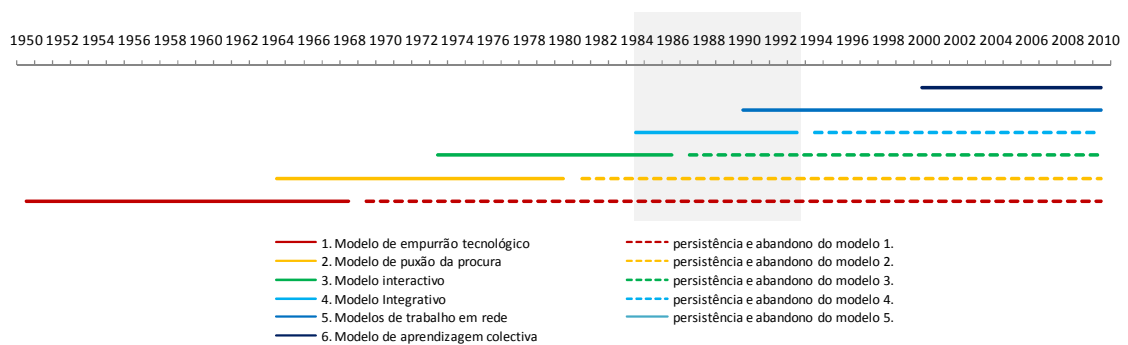 1950 1952 1954 1956 1958 1960 1962 1964 1966 1968 1970 1972 1974 1976 1978 1980 1982 1984 1986 1988 1990 1992 1994 1996 1998 2000 2002 2004 2006 2008 2010
1. Modelo de empurrão tecnológico persistência e abandono do modelo 1.
2. Modelo de puxão da procura persistência e abandono do modelo 2.
3. Modelo interactivo persistência e abandono do modelo 3.
4. Modelo Integrativo persistência e abandono do modelo 4.
5. Modelos de trabalho em rede persistência e abandono do modelo 5.
6. Modelo de aprendizagem colectiva